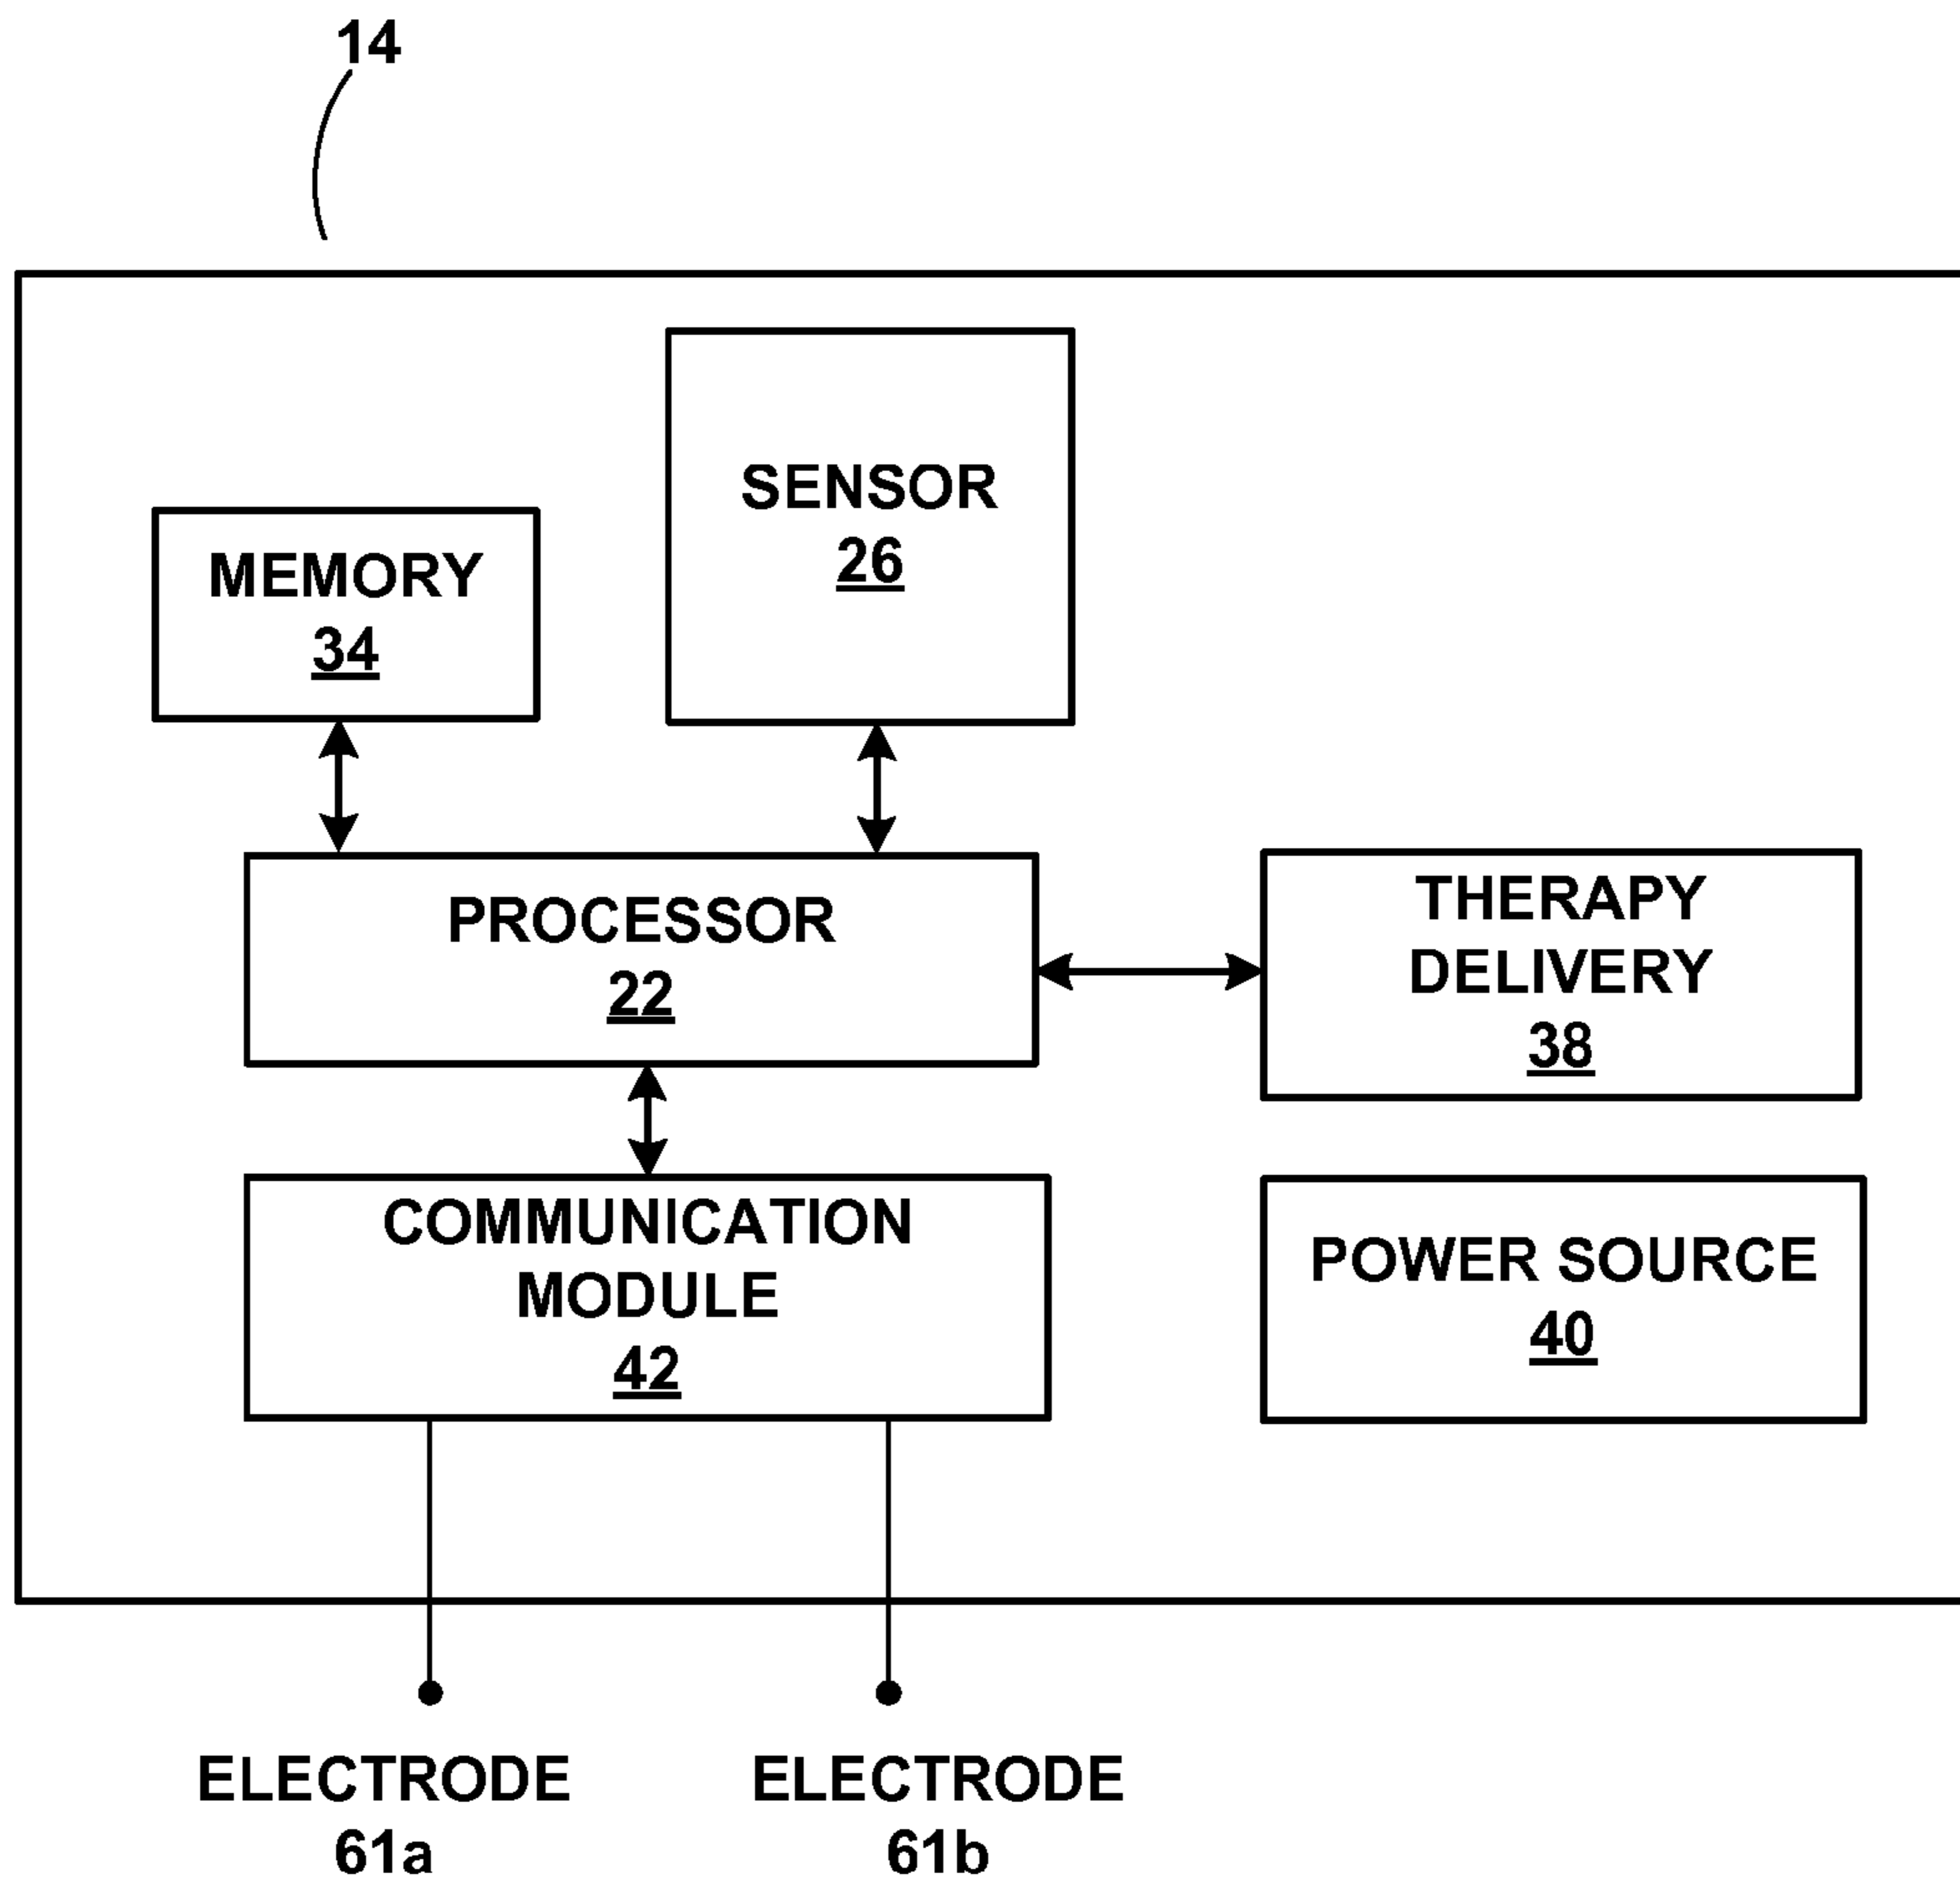 14
SENSOR
26
MEMORY
34
PROCESSOR
22
THERAPY
DELIVERY
38
COMMUNICATION
MODULE
42
POWER SOURCE
40
ELECTRODE
61a
ELECTRODE
61b